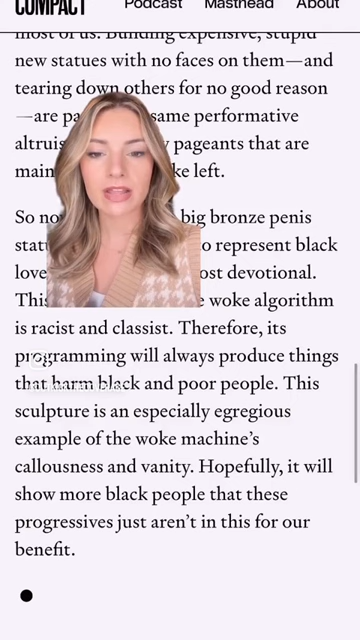 COMPACT Podcast Masthead About
most of us. Building expensive, stupid
new statues with no faces on them—and
tearing down others for no good reason
—are pa same performative
altruis y pageants that are
main ke left.
So no big bronze penis
statu to represent black
love ost devotional.
This e woke algorithm
is racist and classist. Therefore, its
programming will always produce things
that harm black and poor people. This
sculpture is an especially egregious
example of the woke machine's
callousness and vanity. Hopefully, it will
show more black people that these
progressives just aren't in this for our
benefit.